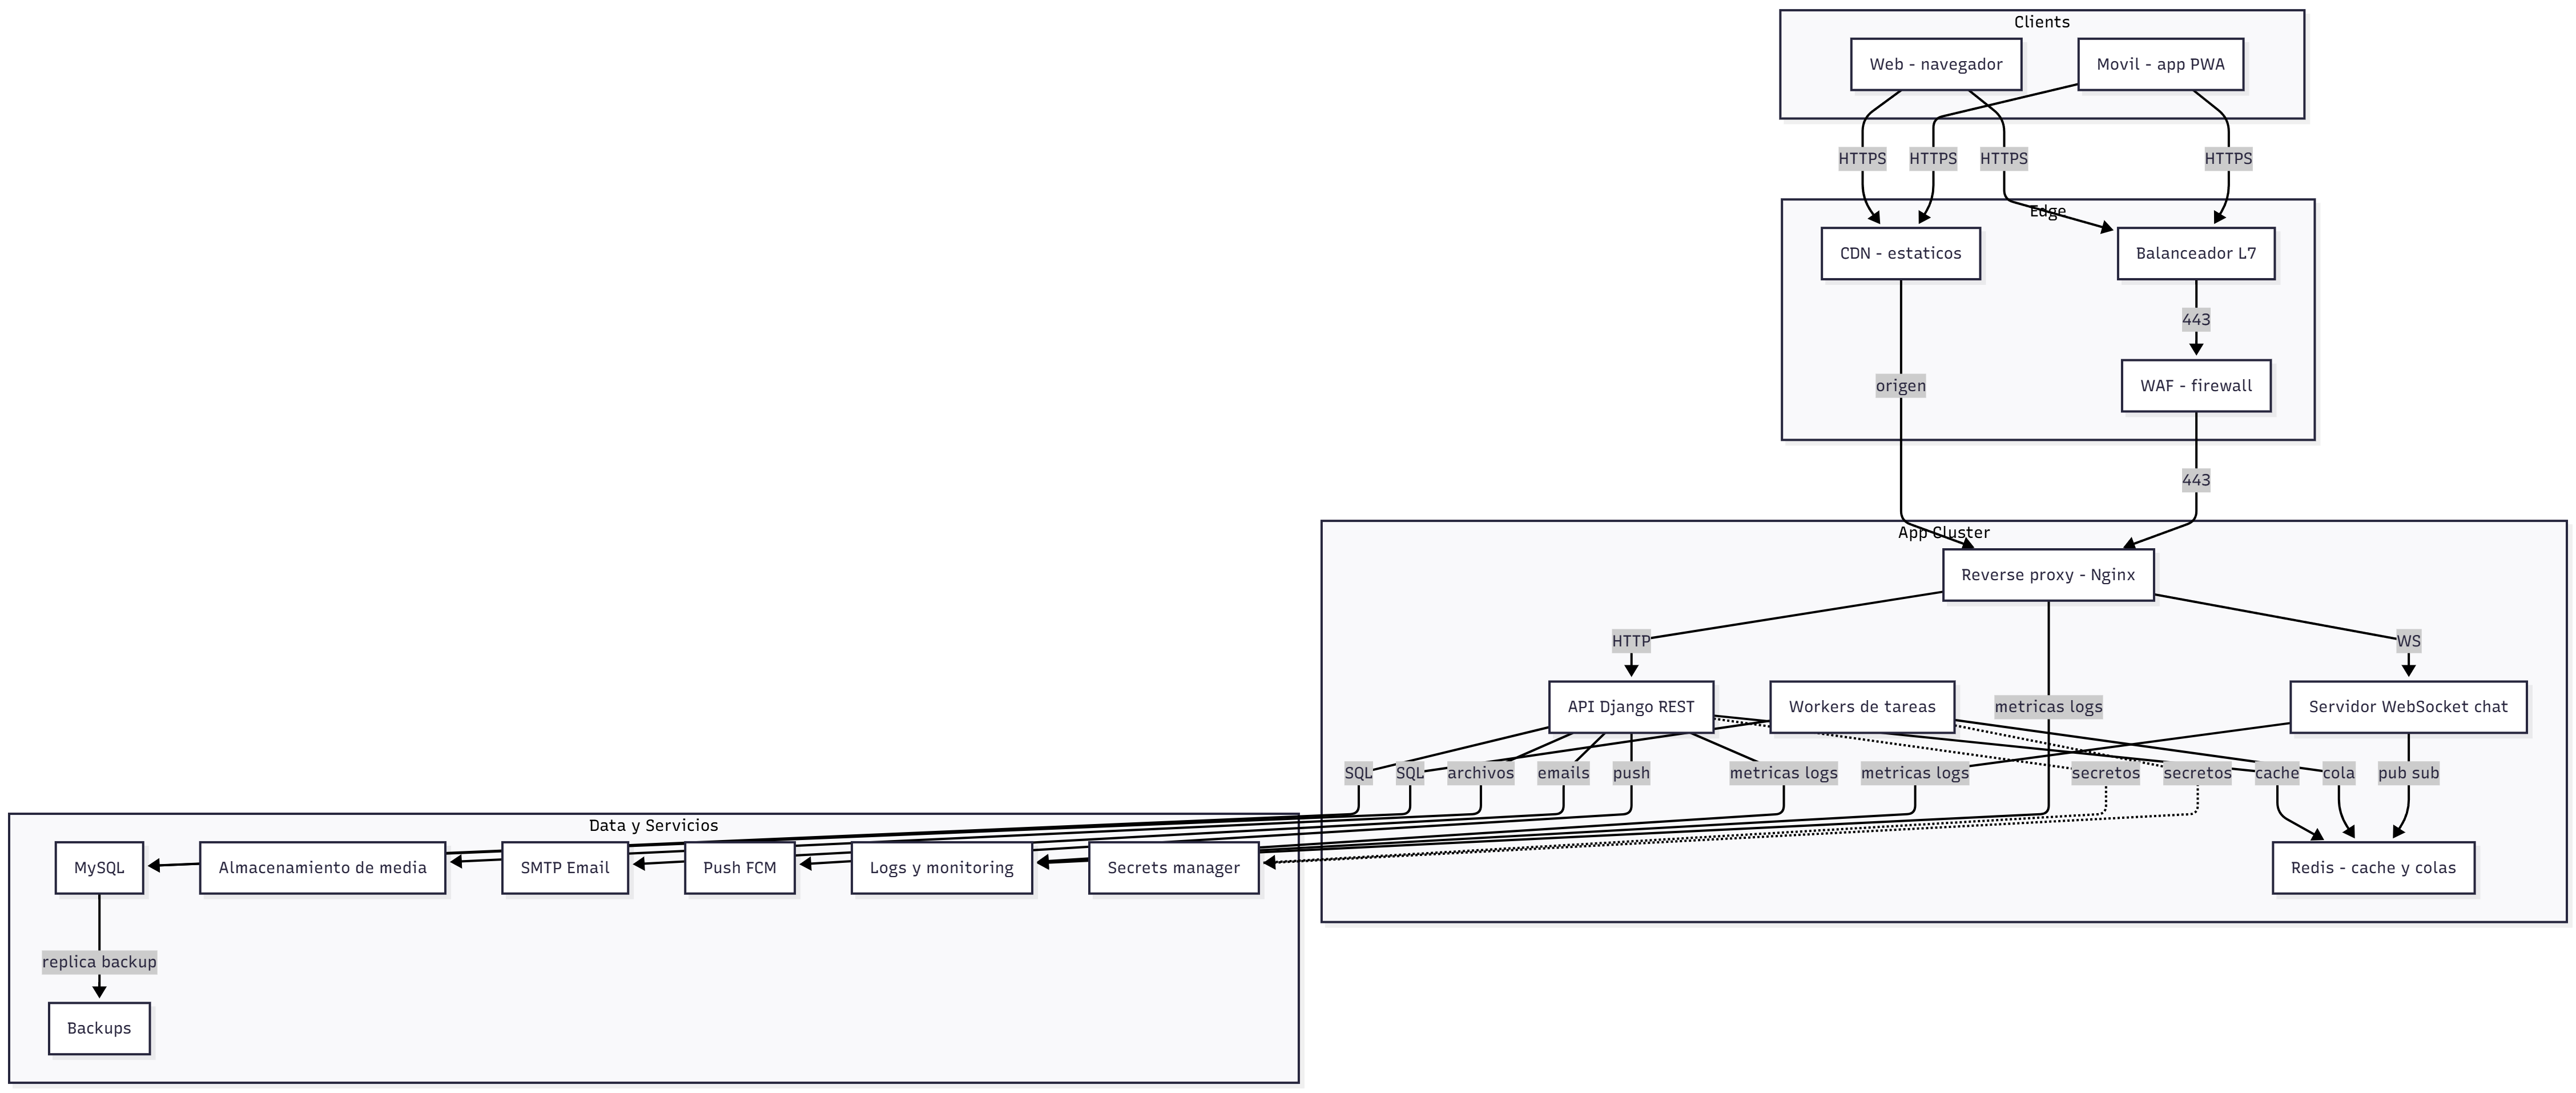 Clients
Web - navegador
Movil - app PWA
HTTPS
HTTPS
HTTPS
HTTPS
Edge
CDN - estaticos
Balanceador L7
443
WAF - firewall
origen
443
App Cluster
Reverse proxy - Nginx
HTTP
WS
API Django REST
Workers de tareas
metricas logs
Servidor WebSocket chat
SQL
SQL
archivos
emails
push
metricas logs
metricas logs
secretos
secretos
cache
cola
pub sub
Data y Servicios
MySQL
Almacenamiento de media
SMTP Email
Push FCM
Logs y monitoring
Secrets manager
Redis - cache y colas
replica backup
Backups